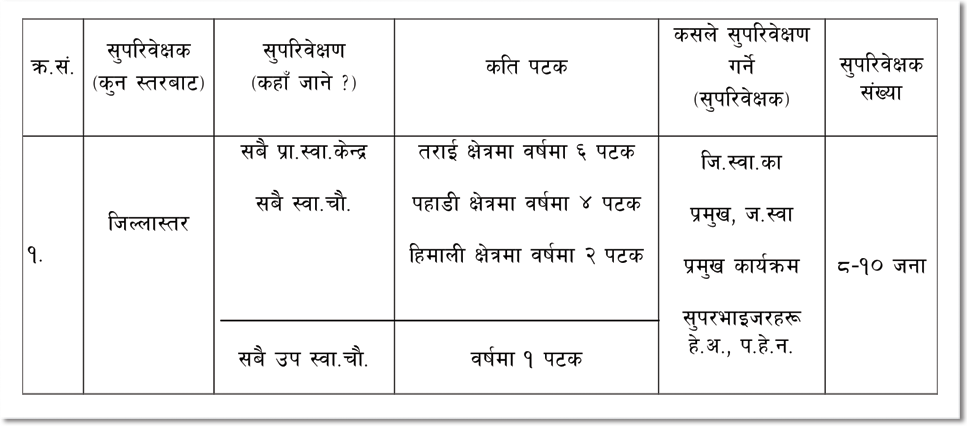 क्र.सं.
सुपरिवेक्षक
(कुन स्तरबाट)
सुपरिवेक्षण
(कहाँ जाने ?)
कति पटक
कसले सुपरिवेक्षण
गर्ने
(सुपरिवेक्षक)
सुपरिवेक्षक
संख्या
१.
जिल्लास्तर
सबै प्रा.स्वा.केन्द्र
सबै स्वा.चौ.
तराई क्षेत्रमा वर्षमा ६ पटक
पहाडी क्षेत्रमा वर्षमा ४ पटक
हिमाली क्षेत्रमा वर्षमा २ पटक
जि.स्वा.का
प्रमुख, ज.स्वा
प्रमुख कार्यक्रम
सुपरभाइजरहरू
हे.अ., प.हे.न.
८-१० जना
सबै उप स्वा.चौ.
वर्षमा १ पटक